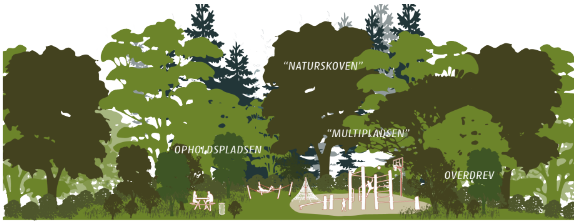 “NATURSKOVEN”
“MULTIPLADSEN”
OPHOLDSPLADSEN
OVERDREV